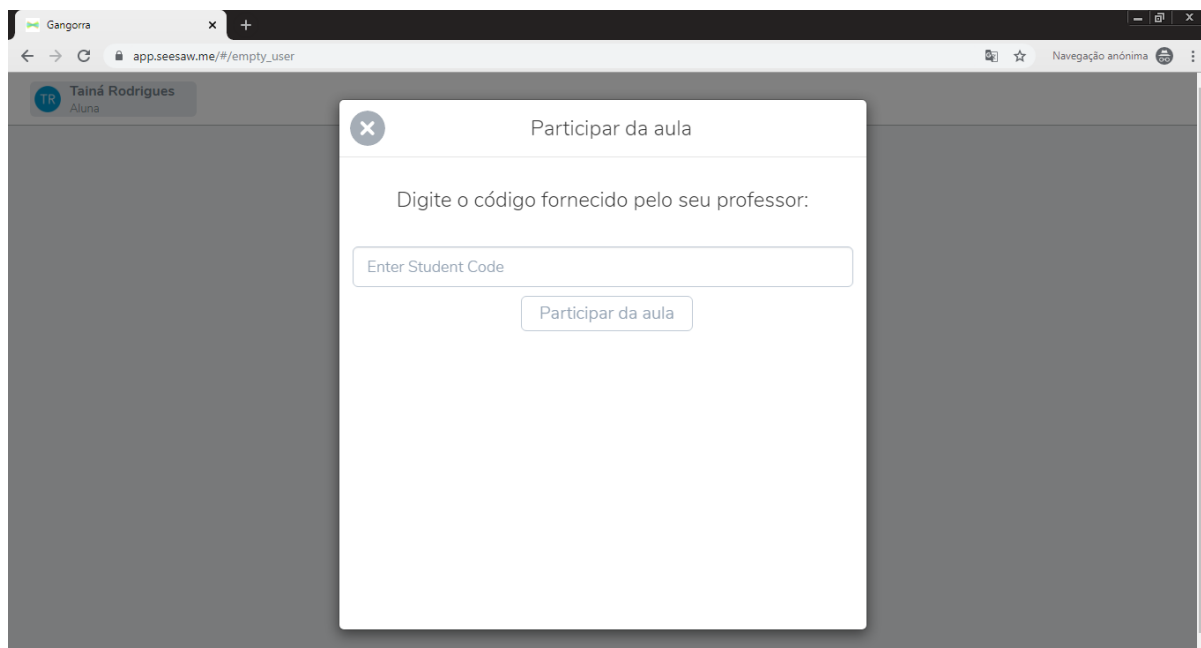 Gangorra
app.seesaw.me/#/empty_user
Navegação anónima
TR
Tainá Rodrigues
Aluna
Participar da aula
Digite o código fornecido pelo seu professor:
Enter Student Code
Participar da aula